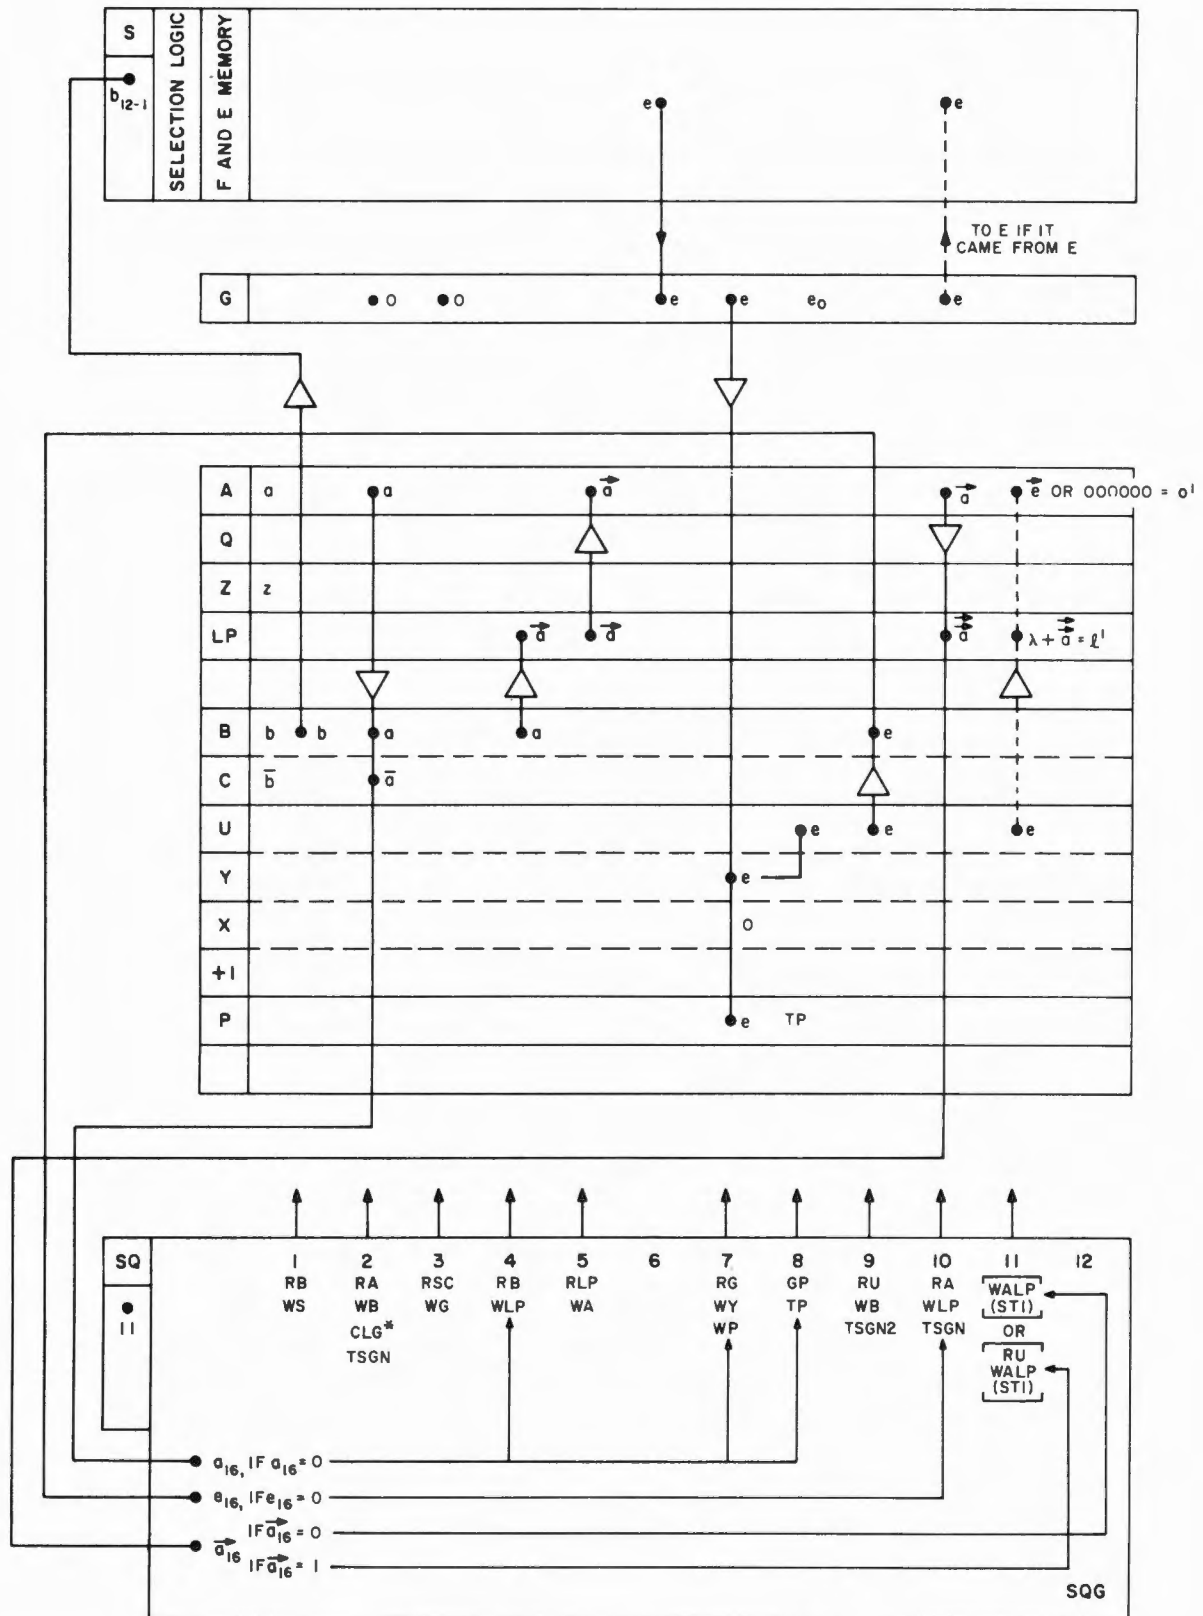 S
SELECTION LOGIC
F AND E MEMORY
b12-1
e e
TO E IF IT
CAME FROM E
G 0 0 e e e0 e
A a a a⃗ a⃗ e⃗ OR 000000 = o¹
Q
Z z
LP a⃗ a⃗ a⃗⃗ λ + a⃗⃗ = ℓ¹
B b b a a e
C b̄ ā
U e e e
Y e
X 0
+1
P e TP
SQ 1 2 3 4 5 6 7 8 9 10 11 12
RB RA RSC RB RLP RG GP RU RA WALP
WS WB WG WLP WA WY TP WB WLP (STI)
CLG* WP TSGN2 TSGN OR
TSGN RU
WALP
(STI)
11
a16, IF a16 = 0
e16, IF e16 = 0
IF a⃗16 = 0
a⃗16
IF a⃗16 = 1
SQG